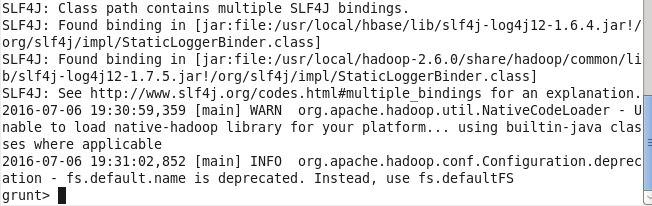 SLF4J: Class path contains multiple SLF4J bindings.
SLF4J: Found binding in [jar:file:/usr/local/hbase/lib/slf4j-log4j12-1.6.4.jar!/
org/slf4j/impl/StaticLoggerBinder.class]
SLF4J: Found binding in [jar:file:/usr/local/hadoop-2.6.0/share/hadoop/common/li
b/slf4j-log4j12-1.7.5.jar!/org/slf4j/impl/StaticLoggerBinder.class]
SLF4J: See http://www.slf4j.org/codes.html#multiple_bindings for an explanation.
2016-07-06 19:30:59,359 [main] WARN  org.apache.hadoop.util.NativeCodeLoader - U
nable to load native-hadoop library for your platform... using builtin-java clas
ses where applicable
2016-07-06 19:31:02,852 [main] INFO  org.apache.hadoop.conf.Configuration.deprec
ation - fs.default.name is deprecated. Instead, use fs.defaultFS
grunt>